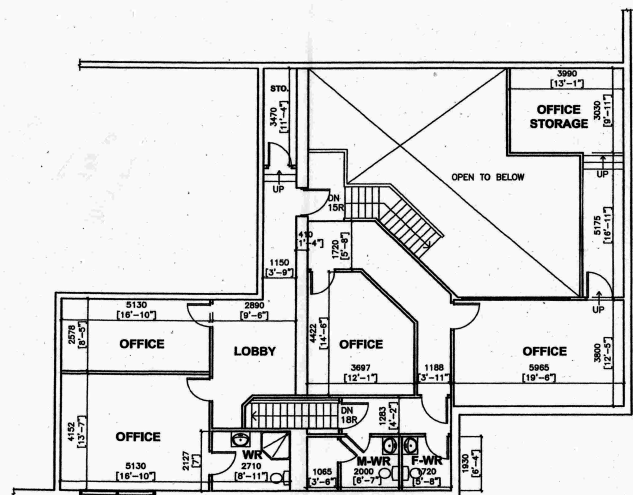 3990
[13'-1"]
STO.
3470
[11'-4"]
OFFICE
STORAGE
3030
[9'-11"]
OPEN TO BELOW
UP
UP
DN
15R
5175
[16'-11"]
410
1'-4"]
1720
[5'-8"]
1150
[3'-9"]
UP
5130
[16'-10"]
2890
[9'-6"]
2578
[8'-5"]
OFFICE
LOBBY
4422
[14'-6"]
OFFICE
OFFICE
3800
[12'-5"]
3697
[12'-1"]
1188
[3'-11"]
5965
[19'-6"]
4152
[13'-7"]
OFFICE
DN
18R
1283
[4'-2"]
5130
[16'-10"]
2127
[7']
WR
2710
[8'-11"]
1065
[3'-6"]
M-WR
2000
[6'-7"]
F-WR
1720
[5'-8"]
1930
[6'-4"]